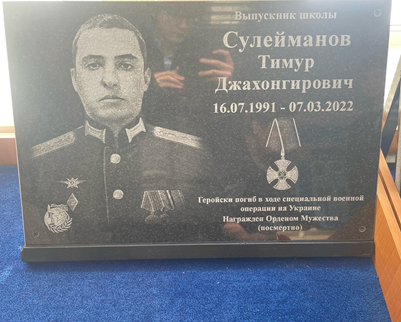 Выпускник школы
Сулейманов
Тимур
Джахонгирович
16.07.1991 - 07.03.2022
Геройски погиб в ходе специальной военной
операции на Украине
Награжден Орденом Мужества
(посмертно)